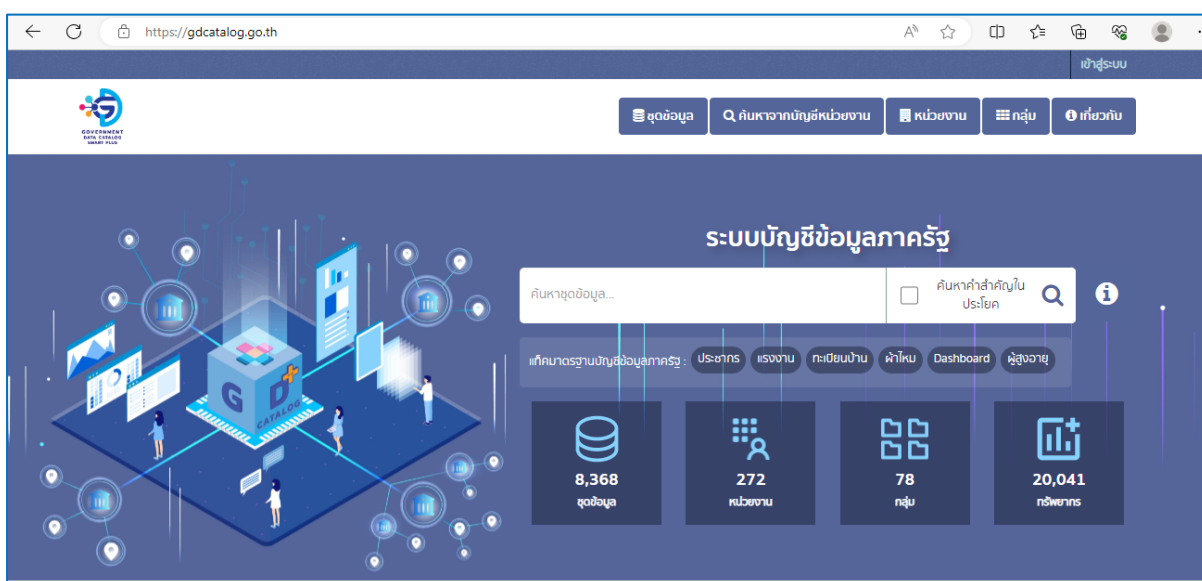 https://gdcatalog.go.th
เข้าสู่ระบบ
GOVERNMENT
DATA CATALOG
SMART PLUS
ชุดข้อมูล
ค้นหาจากบัญชีหน่วยงาน
หน่วยงาน
กลุ่ม
เกี่ยวกับ
ระบบบัญชีข้อมูลภาครัฐ
ค้นหาชุดข้อมูล...
ค้นหาคำสำคัญใน
ประโยค
แท็คมาตรฐานบัญชีข้อมูลภาครัฐ : ประชากร แรงงาน ทะเบียนบ้าน ผ้าไหม Dashboard ผู้สูงอายุ
G D+
CATALOG
8,368
ชุดข้อมูล
272
หน่วยงาน
78
กลุ่ม
20,041
ทรัพยากร